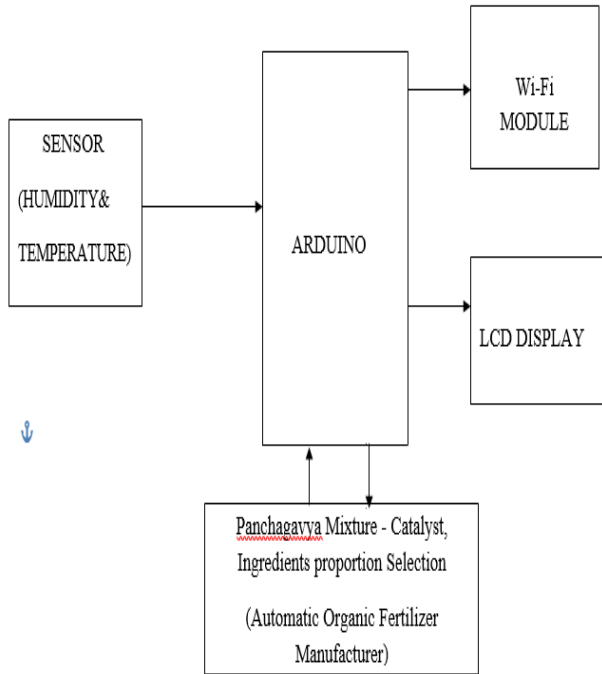 Wi-Fi
MODULE
SENSOR
(HUMIDITY&
TEMPERATURE)
ARDUINO
LCD DISPLAY
Panchagavya Mixture - Catalyst,
Ingredients proportion Selection
(Automatic Organic Fertilizer
Manufacturer)